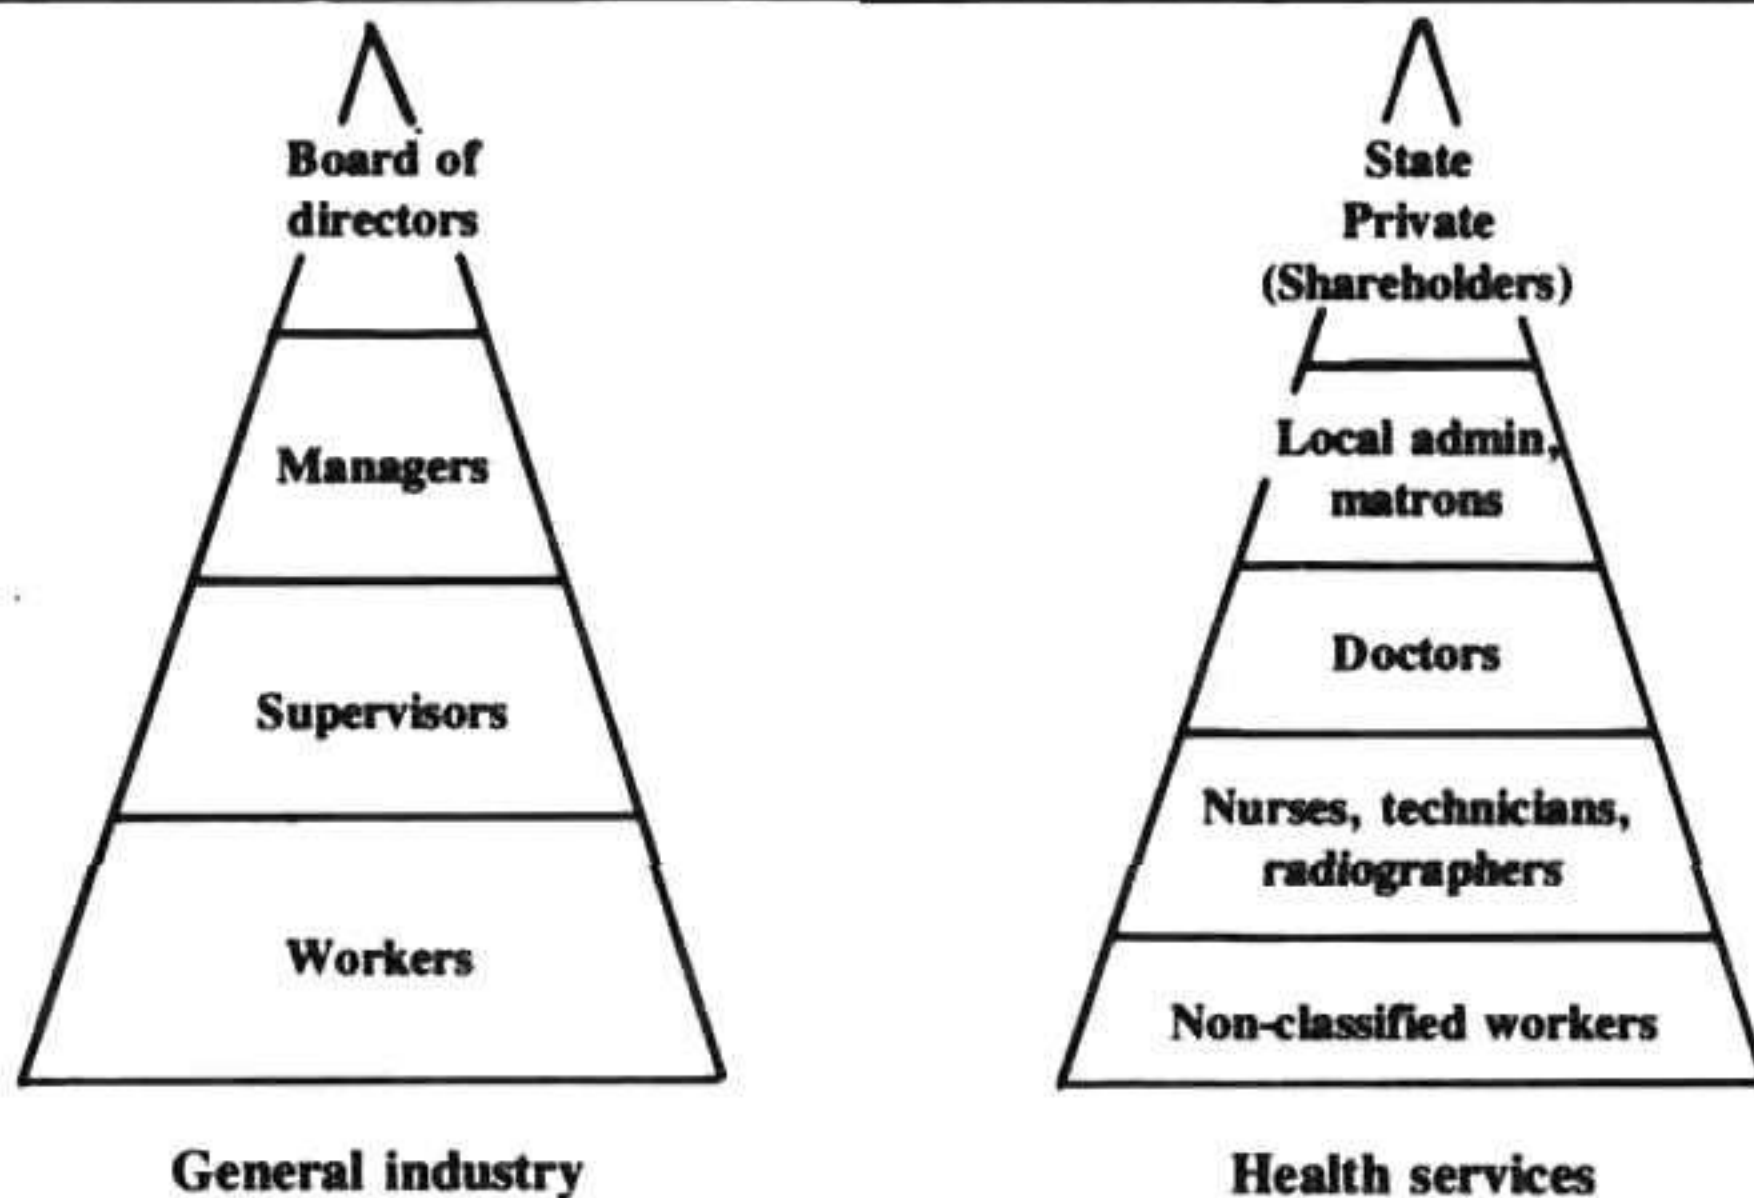 Board of
directors
Managers
Supervisors
Workers
General industry
State
Private
(Shareholders)
Local admin,
matrons
Doctors
Nurses, technicians,
radiographers
Non-classified workers
Health services